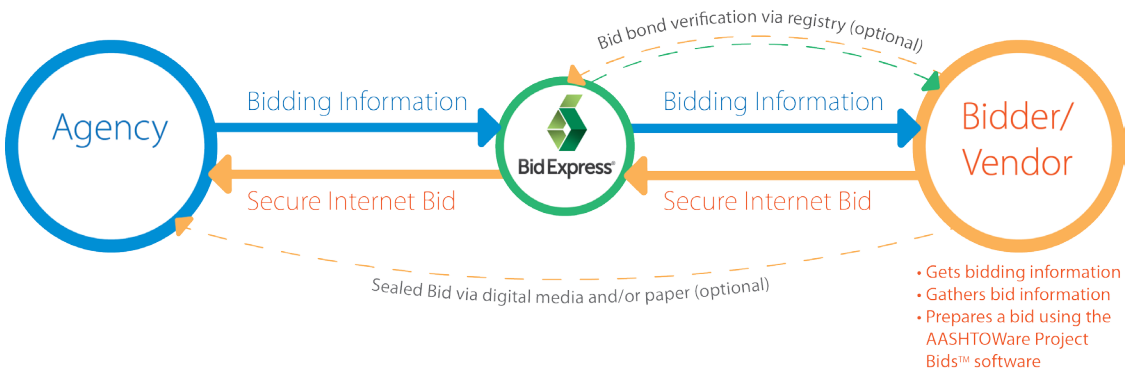 Bid bond verification via registry (optional)
Agency
Bidding Information
Bidding Information
BidExpress®
Bidder/
Vendor
Secure Internet Bid
Secure Internet Bid
Sealed Bid via digital media and/or paper (optional)
• Gets bidding information
• Gathers bid information
• Prepares a bid using the
AASHTOWare Project
Bids™ software